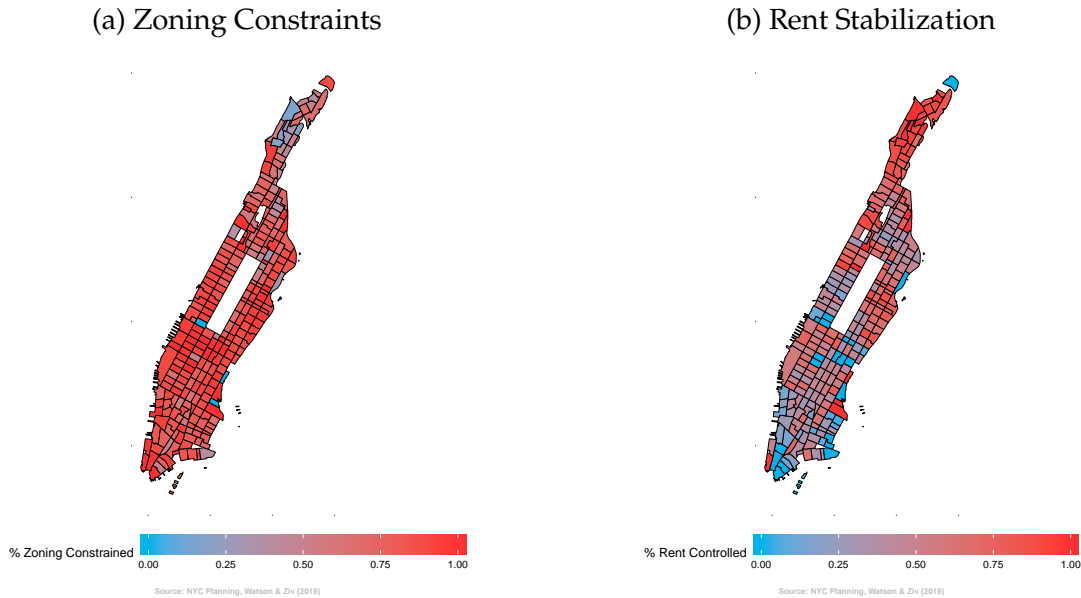 (a) Zoning Constraints
(b) Rent Stabilization
% Zoning Constrained
0.00 0.25 0.50 0.75 1.00
Source: NYC Planning, Watson & Ziv (2019)
% Rent Controlled
0.00 0.25 0.50 0.75 1.00
Source: NYC Planning, Watson & Ziv (2019)